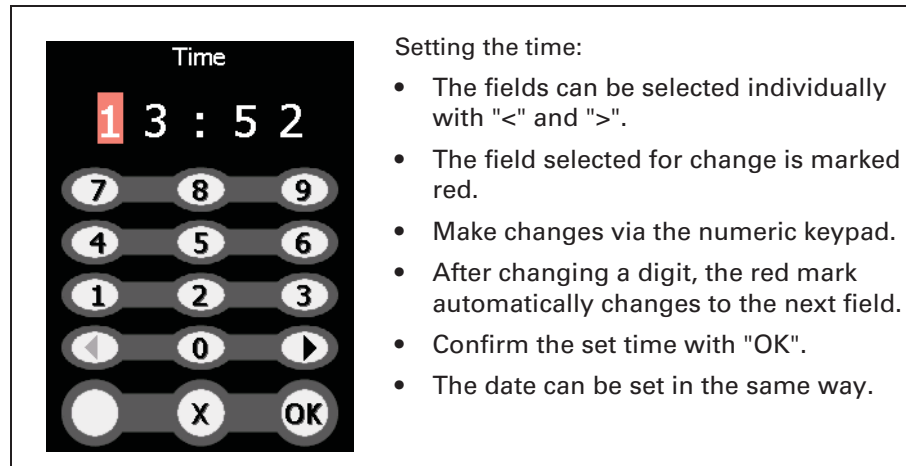 Time
1 3 : 5 2
7 8 9
4 5 6
1 2 3
0
X OK
Setting the time:
• The fields can be selected individually
with "<" and ">".
• The field selected for change is marked
red.
• Make changes via the numeric keypad.
• After changing a digit, the red mark
automatically changes to the next field.
• Confirm the set time with "OK".
• The date can be set in the same way.